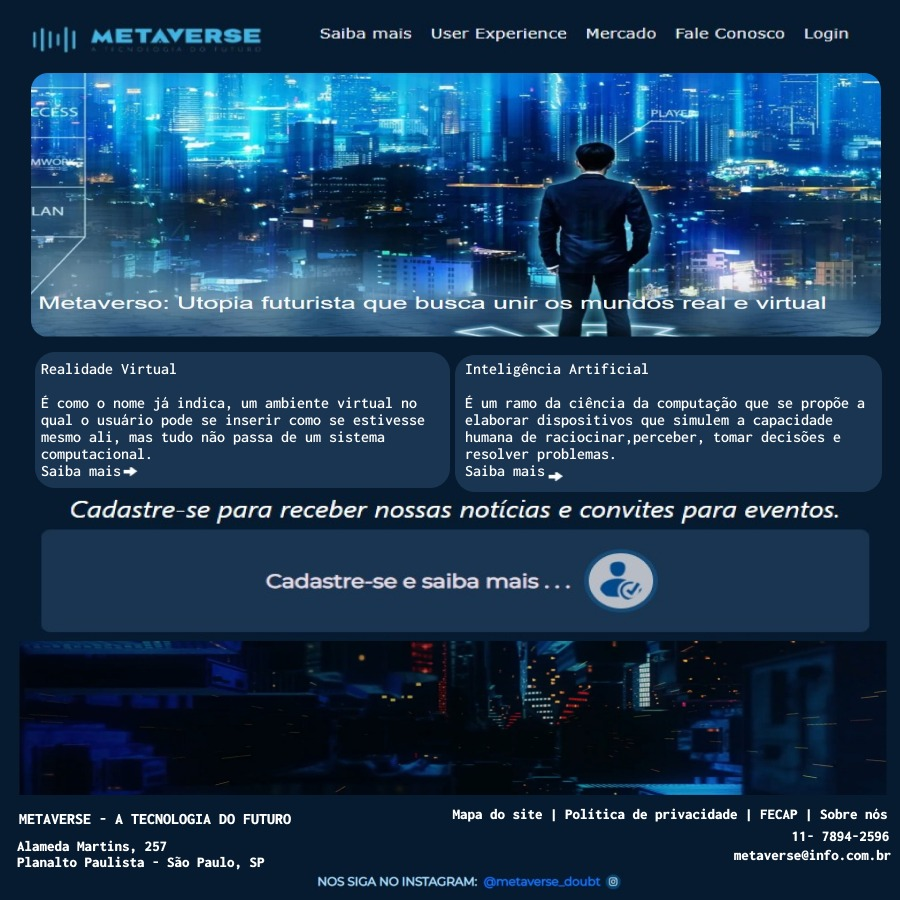 METAVERSE
A TECNOLOGIA DO FUTURO
Saiba mais User Experience Mercado Fale Conosco Login
CCESS
MWORK
LAN
PLAYER
Metaverso: Utopia futurista que busca unir os mundos real e virtual
Realidade Virtual
É como o nome já indica, um ambiente virtual no
qual o usuário pode se inserir como se estivesse
mesmo ali, mas tudo não passa de um sistema
computacional.
Saiba mais
Inteligência Artificial
É um ramo da ciência da computação que se propõe a
elaborar dispositivos que simulem a capacidade
humana de raciocinar,perceber, tomar decisões e
resolver problemas.
Saiba mais
Cadastre-se para receber nossas notícias e convites para eventos.
Cadastre-se e saiba mais . . .
METAVERSE - A TECNOLOGIA DO FUTURO
Alameda Martins, 257
Planalto Paulista - São Paulo, SP
Mapa do site | Política de privacidade | FECAP | Sobre nós
11- 7894-2596
metaverse@info.com.br
NOS SIGA NO INSTAGRAM: @metaverse_doubt